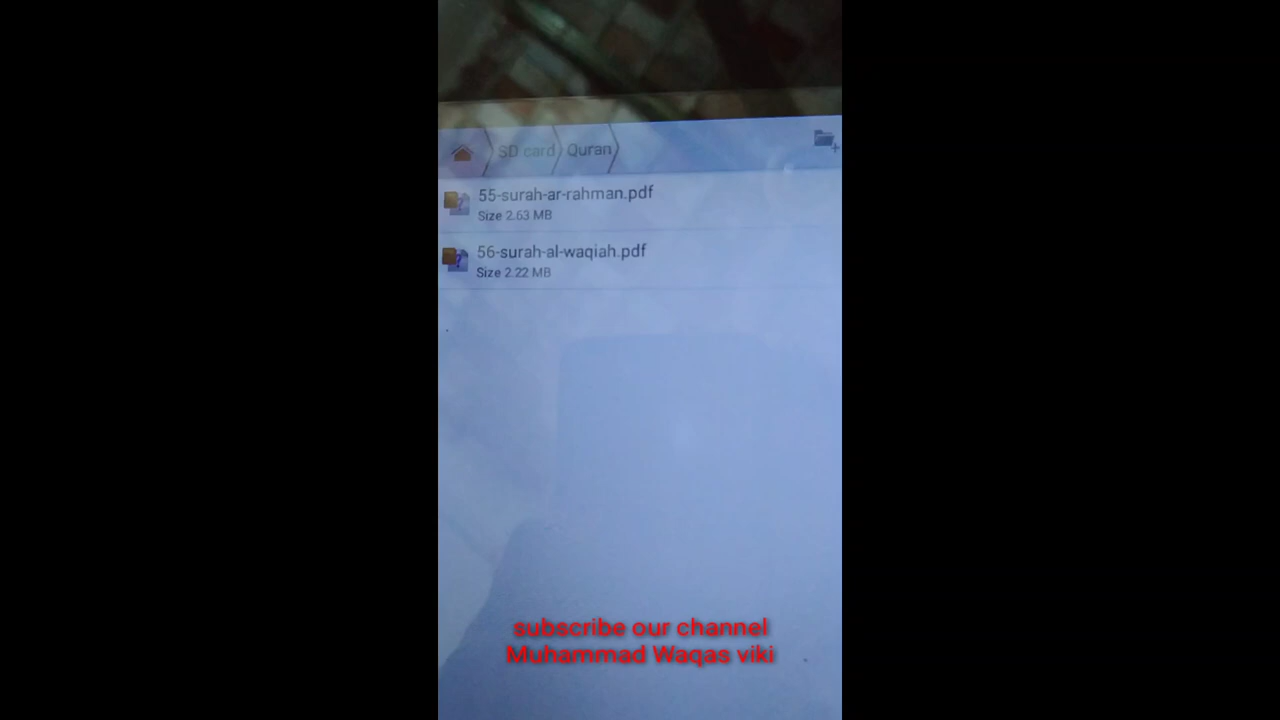 SD card Quran
55-surah-ar-rahman.pdf
Size 2.63 MB
56-surah-al-waqiah.pdf
Size 2.22 MB
subscribe our channel
Muhammad Waqas viki